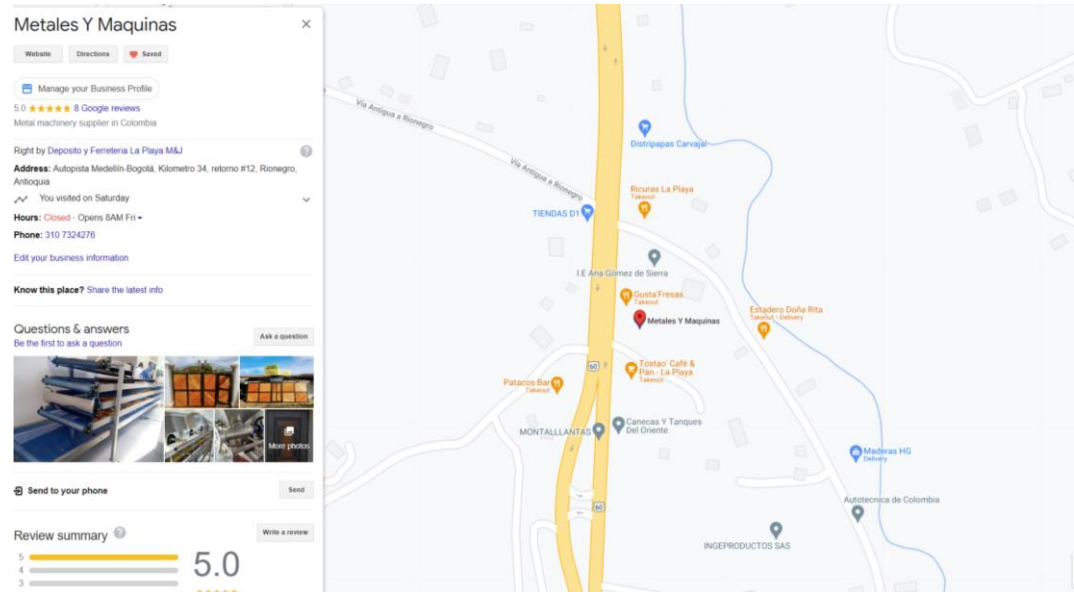 Metales Y Maquinas
Website
Directions
Saved
Manage your Business Profile
5.0 8 Google reviews
Metal machinery supplier in Colombia
Right by Deposito y Ferreteria La Playa M&J
Address: Autopista Medellín-Bogotá, Kilometro 34, retorno #12, Rionegro,
Antioquia
You visited on Saturday
Hours: Closed · Opens 8AM Fri
Phone: 310 7324276
Edit your business information
Know this place? Share the latest info
Questions & answers
Be the first to ask a question
Ask a question
More photos
Send to your phone
Send
Review summary
Write a review
5
4
3
5.0
Via Antigua a Rionegro
Via Antigua a Rionegro
Distripapas Carvajal
Ricuras La Playa
Takeout
TIENDAS D1
I.E Ana Gómez de Sierra
Gusta'Fresas
Takeout
Metales Y Maquinas
Estadero Doña Rita
Takeout • Delivery
60
Tostao' Café &
Pan - La Playa
Takeout
Patacos Bar
Takeout
Canecas Y Tanques
Del Oriente
MONTALLLANTAS
Maderas HG
Delivery
60
Autotecnica de Colombia
INGEPRODUCTOS SAS